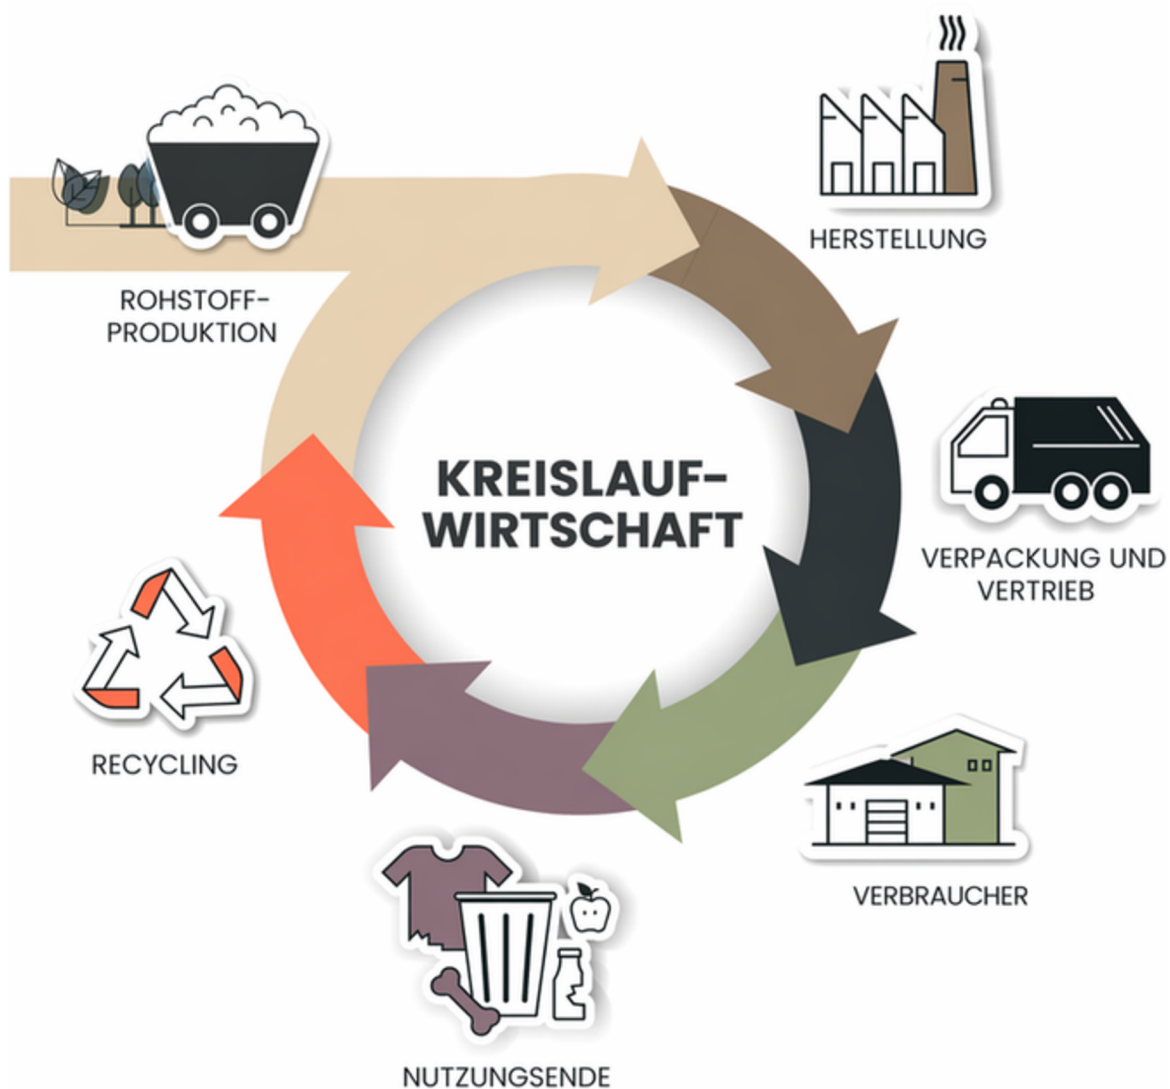 HERSTELLUNG
ROHSTOFF-
PRODUKTION
KREISLAUF-
WIRTSCHAFT
VERPACKUNG UND
VERTRIEB
RECYCLING
VERBRAUCHER
NUTZUNGSENDE